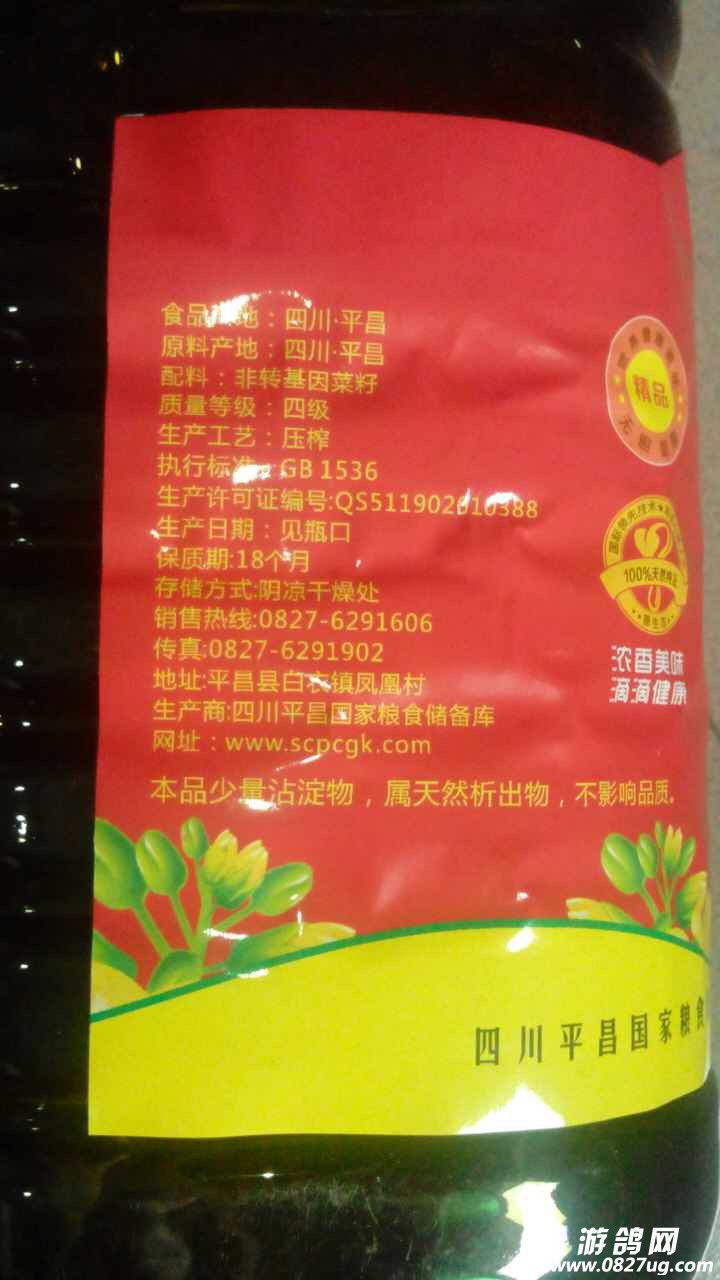 食品产地：四川·平昌
原料产地：四川·平昌
配料：非转基因菜籽
质量等级：四级
生产工艺：压榨
执行标准：GB 1536
生产许可证编号:QS511902010388
生产日期：见瓶口
保质期:18个月
存储方式:阴凉干燥处
销售热线:0827-6291606
传真:0827-6291902
地址:平昌县白衣镇凤凰村
生产商:四川平昌国家粮食储备库
网址：www.scpcgk.com
本品少量沾淀物，属天然析出物，不影响品质。
精品
国际领先技术
100%天然纯正
浓香美味
滴滴健康
四川平昌国家粮食
游鸽网
www.0827ug.com